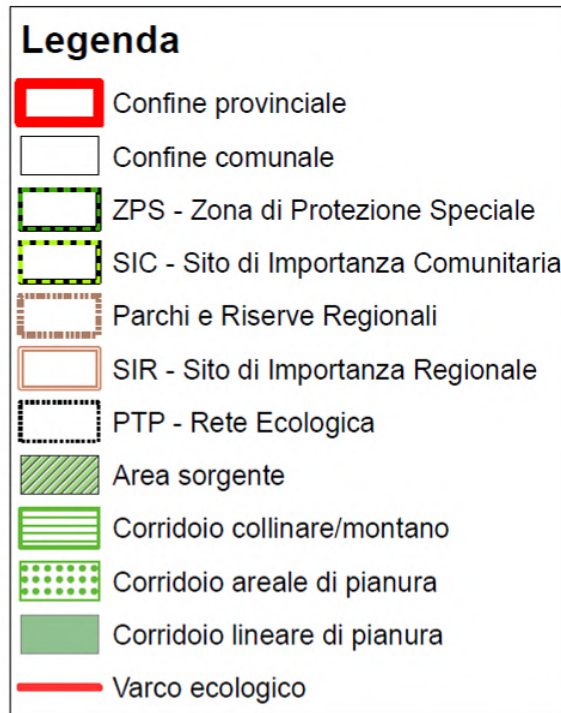 Legenda
Confine provinciale
Confine comunale
ZPS - Zona di Protezione Speciale
SIC - Sito di Importanza Comunitaria
Parchi e Riserve Regionali
SIR - Sito di Importanza Regionale
PTP - Rete Ecologica
Area sorgente
Corridoio collinare/montano
Corridoio areale di pianura
Corridoio lineare di pianura
Varco ecologico